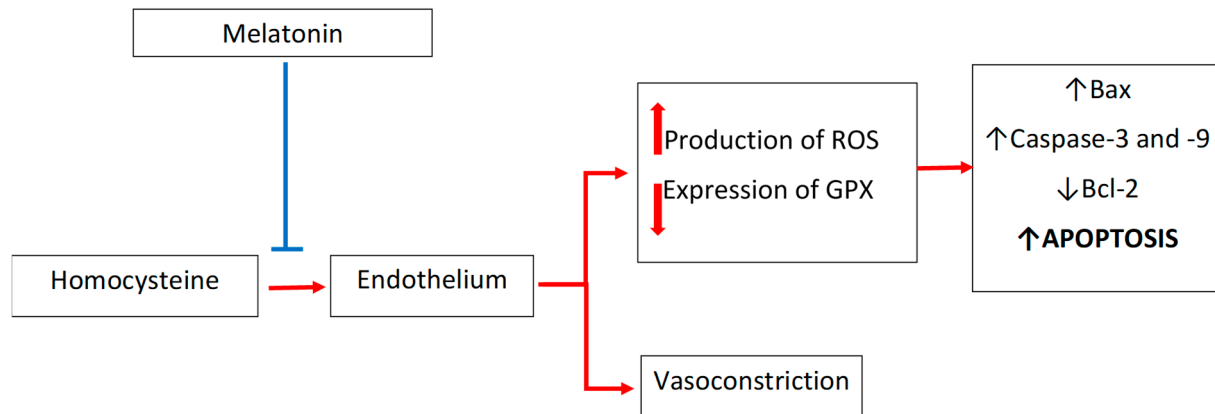 Melatonin
Homocysteine
Endothelium
Production of ROS
Expression of GPX
Vasoconstriction
↑Bax
↑Caspase-3 and -9
↓Bcl-2
↑APOPTOSIS